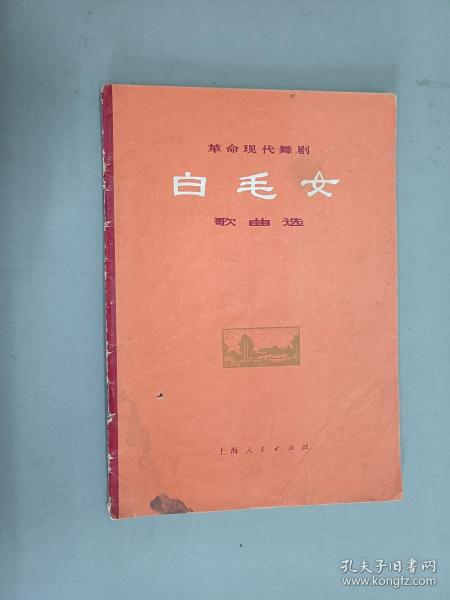 革命现代舞剧
白毛女
歌曲选
上海人民出版社
孔夫子旧书网
www.kongfz.com